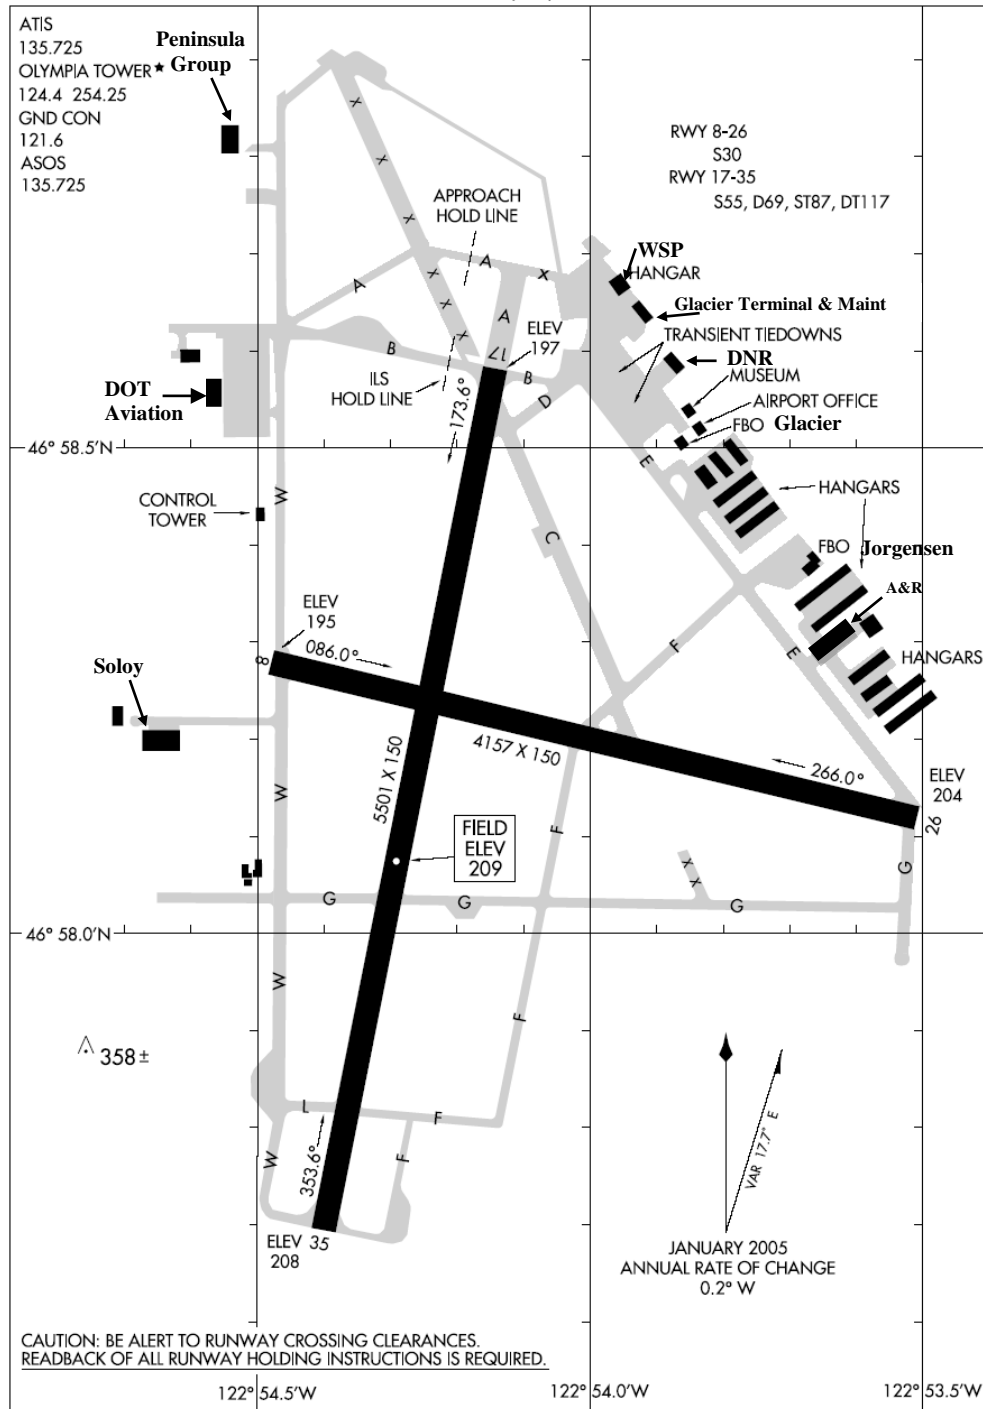 ATIS
135.725
OLYMPIA TOWER ★
124.4 254.25
GND CON
121.6
ASOS
135.725
Peninsula
Group
RWY 8-26
S30
RWY 17-35
S55, D69, ST87, DT117
X
X
X
APPROACH
HOLD LINE
A
X
X
X
X
A
A
WSP
HANGAR
Glacier Terminal & Maint
TRANSIENT TIEDOWNS
ELEV
197
17
B
B
D
ILS
HOLD LINE
173.6°
DNR
MUSEUM
AIRPORT OFFICE
FBO Glacier
DOT
Aviation
46° 58.5'
E
HANGARS
W
CONTROL
TOWER
C
FBO Jorgensen
A&R
ELEV
195
8
086.0°
F
E
HANGARS
Soloy
5501 X 150
4157 X 150
266.0°
ELEV
204
26
W
F
FIELD
ELEV
209
X
X
G
G
G
G
46° 58.0'
W
F
358 ±
L
F
W
353.6°
F
ELEV
208
35
VAR 17.7° E
JANUARY 2005
ANNUAL RATE OF CHANGE
0.2° W
CAUTION: BE ALERT TO RUNWAY CROSSING CLEARANCES.
READBACK OF ALL RUNWAY HOLDING INSTRUCTIONS IS REQUIRED.
122° 54.5'W
122° 54.0'W
122° 53.5'W